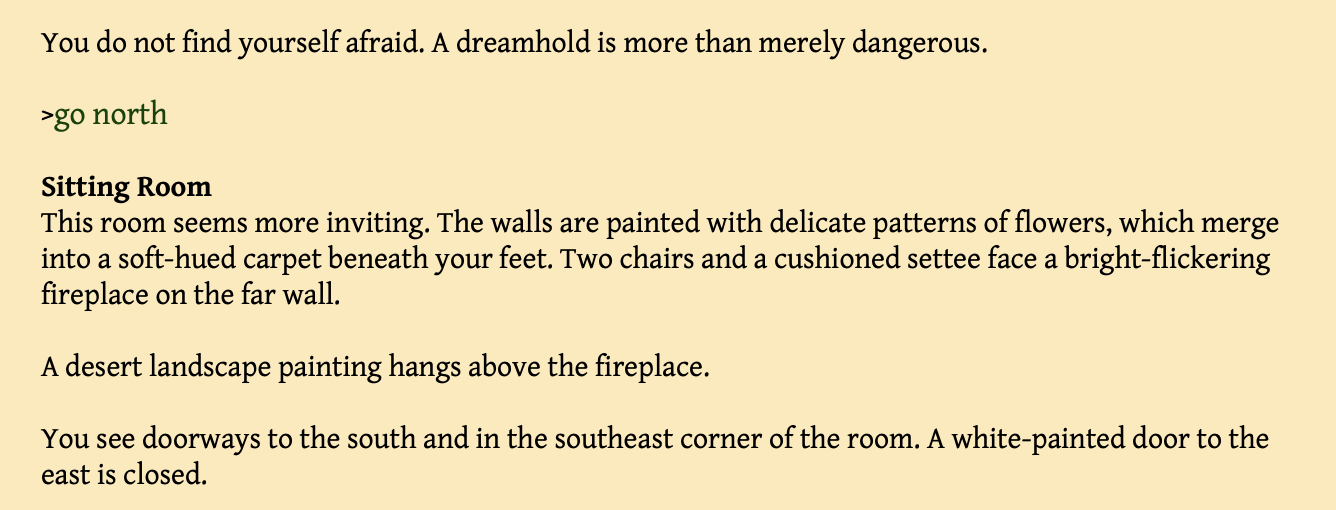 You do not find yourself afraid. A dreamhold is more than merely dangerous.
>go north
Sitting Room
This room seems more inviting. The walls are painted with delicate patterns of flowers, which merge
into a soft-hued carpet beneath your feet. Two chairs and a cushioned settee face a bright-flickering
fireplace on the far wall.
A desert landscape painting hangs above the fireplace.
You see doorways to the south and in the southeast corner of the room. A white-painted door to the
east is closed.